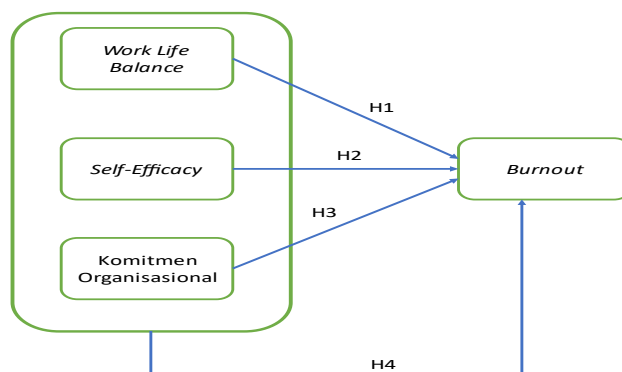 Work Life
Balance
H1
H2
Self-Efficacy
Burnout
H3
Komitmen
Organisasional
H4